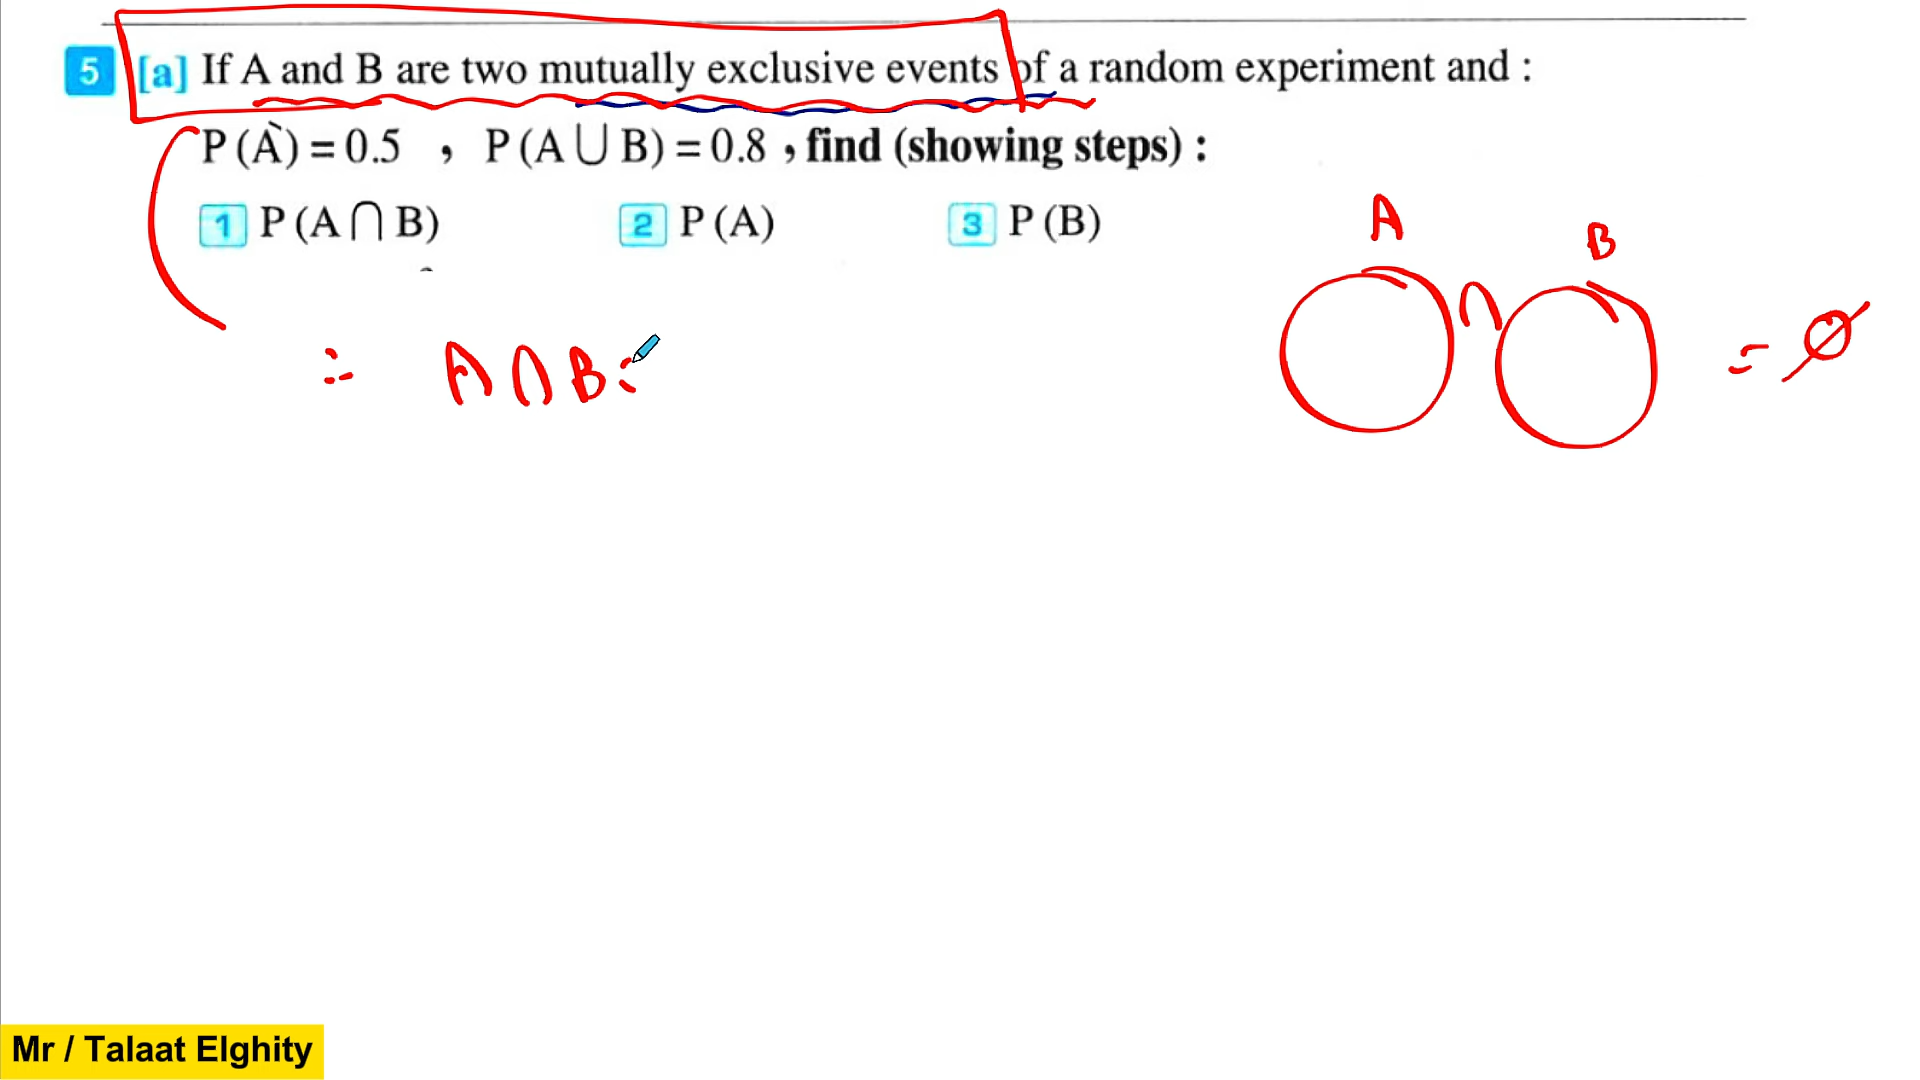 5 [a] If A and B are two mutually exclusive events of a random experiment and :
P (À) = 0.5 , P (A ⋃ B) = 0.8 , find (showing steps) :
1 P (A ⋂ B) 2 P (A) 3 P (B)
A B
∩ = ∅
∴ A ∩ B =
Mr / Talaat Elghity